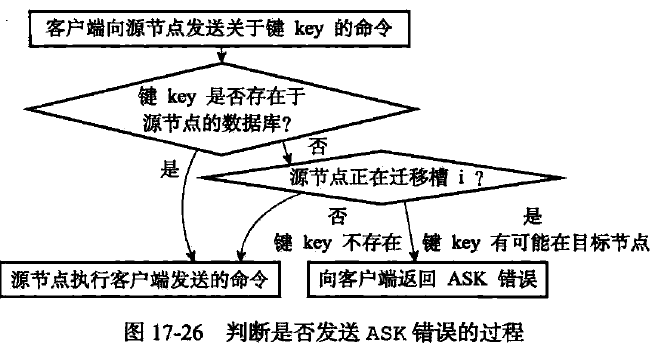 客户端向源节点发送关于键 key 的命令
键 key 是否存在于
源节点的数据库？
否
是
源节点正在迁移槽 i ？
否
是
键 key 不存在
键 key 有可能在目标节点
源节点执行客户端发送的命令
向客户端返回 ASK 错误
图 17-26 判断是否发送 ASK 错误的过程